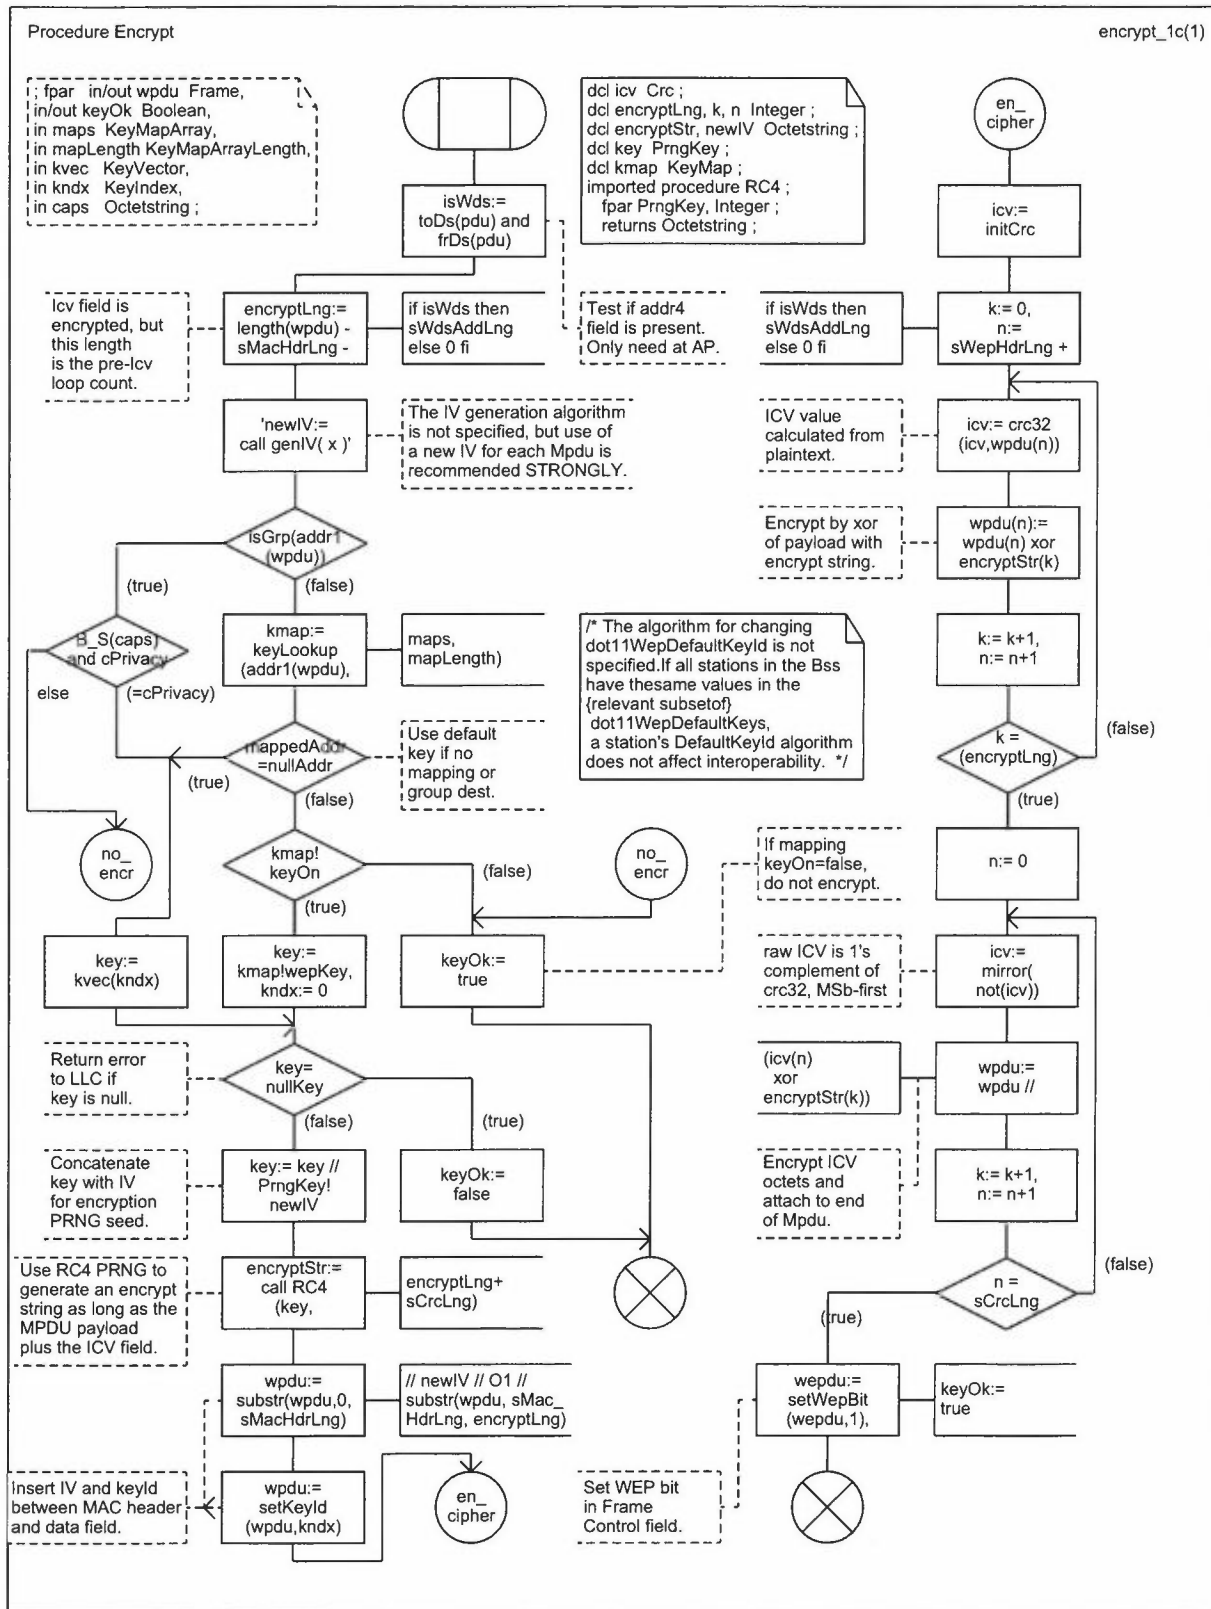 Procedure Encrypt
encrypt_1c(1)
; fpar in/out wpdu Frame,
in/out keyOk Boolean,
in maps KeyMapArray,
in mapLength KeyMapArrayLength,
in kvec KeyVector,
in kndx KeyIndex,
in caps Octetstring ;
dcl icv Crc ;
dcl encryptLng, k, n Integer ;
dcl encryptStr, newIV Octetstring ;
dcl key PrngKey ;
dcl kmap KeyMap ;
imported procedure RC4 ;
fpar PrngKey, Integer ;
returns Octetstring ;
en_
cipher
isWds:=
toDs(pdu) and
frDs(pdu)
icv:=
initCrc
Icv field is
encrypted, but
this length
is the pre-Icv
loop count.
encryptLng:=
length(wpdu) -
sMacHdrLng -
if isWds then
sWdsAddLng
else 0 fi
Test if addr4
field is present.
Only need at AP.
if isWds then
sWdsAddLng
else 0 fi
k:= 0,
n:=
sWepHdrLng +
'newIV:=
call genIV( x )'
The IV generation algorithm
is not specified, but use of
a new IV for each Mpdu is
recommended STRONGLY.
ICV value
calculated from
plaintext.
icv:= crc32
(icv,wpdu(n))
isGrp(addr1
(wpdu))
(true)
(false)
Encrypt by xor
of payload with
encrypt string.
wpdu(n):=
wpdu(n) xor
encryptStr(k)
B_S(caps)
and cPrivacy
else
(=cPrivacy)
kmap:=
keyLookup
(addr1(wpdu),
maps,
mapLength)
/* The algorithm for changing
dot11WepDefaultKeyId is not
specified.If all stations in the Bss
have thesame values in the
{relevant subsetof}
dot11WepDefaultKeys,
a station's DefaultKeyId algorithm
does not affect interoperability. */
k:= k+1,
n:= n+1
mappedAddr
=nullAddr
(true)
(false)
Use default
key if no
mapping or
group dest.
k =
(encryptLng)
(false)
(true)
no_
encr
kmap!
keyOn
(false)
(true)
no_
encr
If mapping
keyOn=false,
do not encrypt.
n:= 0
key:=
kvec(kndx)
key:=
kmap!wepKey,
kndx:= 0
keyOk:=
true
raw ICV is 1's
complement of
crc32, MSb-first
icv:=
mirror(
not(icv))
Return error
to LLC if
key is null.
key=
nullKey
(false)
(true)
(icv(n)
xor
encryptStr(k))
wpdu:=
wpdu //
Concatenate
key with IV
for encryption
PRNG seed.
key:= key //
PrngKey!
newIV
keyOk:=
false
Encrypt ICV
octets and
attach to end
of Mpdu.
k:= k+1,
n:= n+1
Use RC4 PRNG to
generate an encrypt
string as long as the
MPDU payload
plus the ICV field.
encryptStr:=
call RC4
(key,
encryptLng+
sCrcLng)
n =
sCrcLng
(false)
(true)
wpdu:=
substr(wpdu,0,
sMacHdrLng)
// newIV // O1 //
substr(wpdu, sMac_
HdrLng, encryptLng)
wepdu:=
setWepBit
(wepdu,1),
keyOk:=
true
Insert IV and keyId
between MAC header
and data field.
wpdu:=
setKeyId
(wpdu,kndx)
en_
cipher
Set WEP bit
in Frame
Control field.